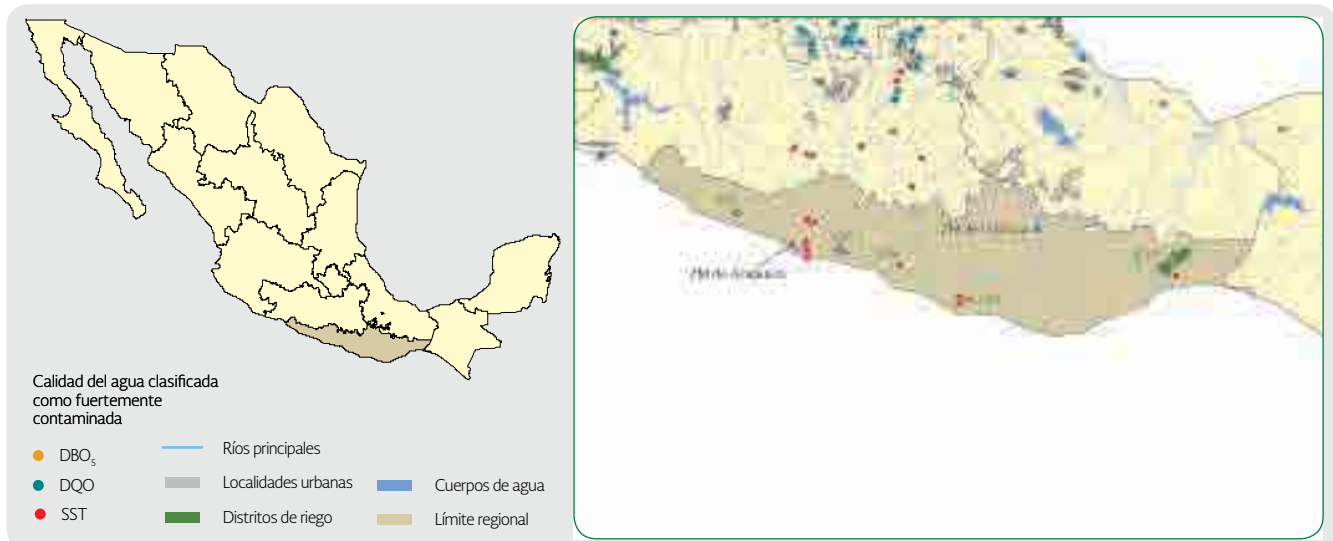 Calidad del agua clasificada
como fuertemente
contaminada
DBO₅
DQO
SST
Ríos principales
Localidades urbanas
Distritos de riego
Cuerpos de agua
Límite regional